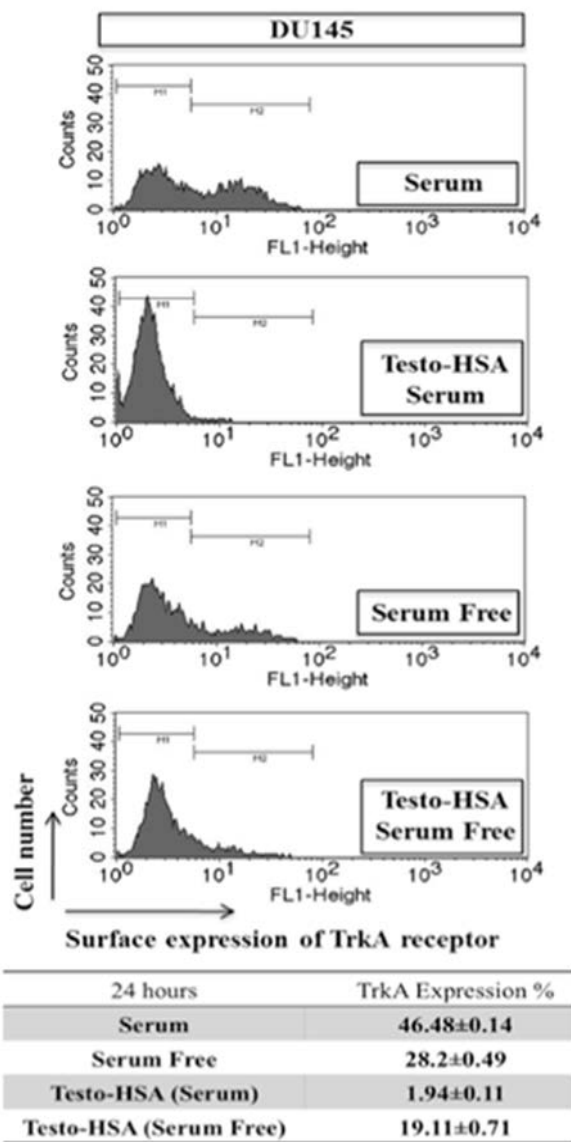 DU145
50
40
30
20
10
0
Counts
M1
M2
Serum
10^0 10^1 10^2 10^3 10^4
FL1-Height
50
40
30
20
10
0
Counts
M1
M2
Testo-HSA
Serum
10^0 10^1 10^2 10^3 10^4
FL1-Height
50
40
30
20
10
0
Counts
M1
M2
Serum Free
10^0 10^1 10^2 10^3 10^4
FL1-Height
50
40
30
20
10
0
Counts
M1
M2
Testo-HSA
Serum Free
10^0 10^1 10^2 10^3 10^4
FL1-Height
Cell number
Surface expression of TrkA receptor
24 hours TrkA Expression %
Serum 46.48±0.14
Serum Free 28.2±0.49
Testo-HSA (Serum) 1.94±0.11
Testo-HSA (Serum Free) 19.11±0.71